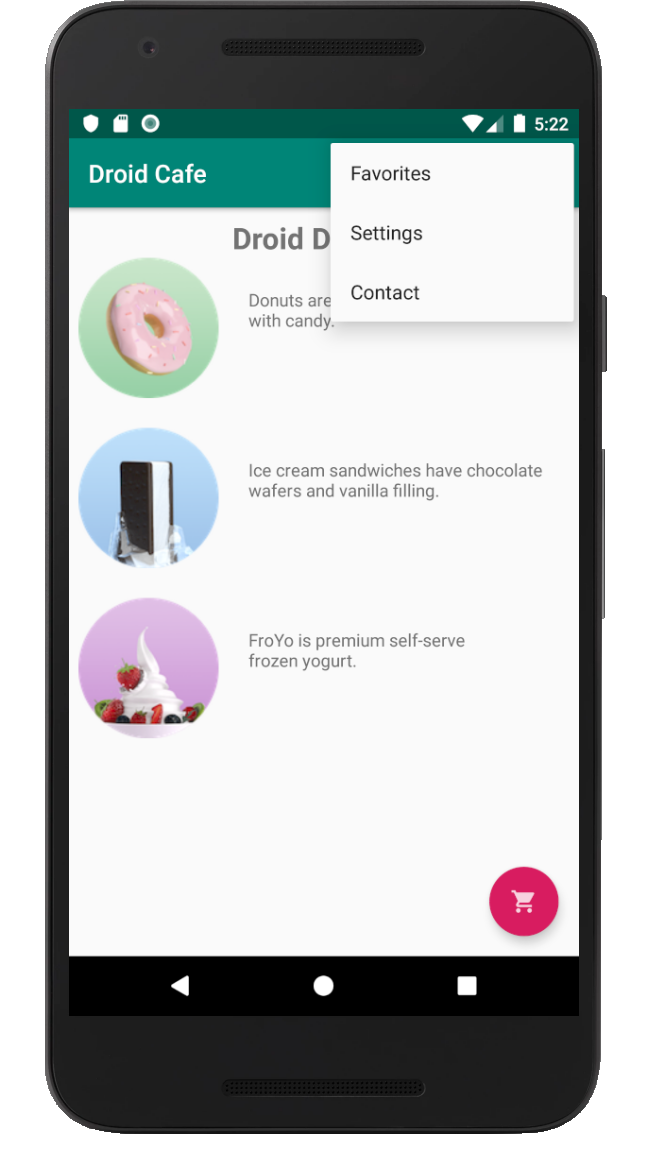 5:22
Droid Cafe
Favorites
Settings
Contact
Droid D
Donuts are
with candy.
Ice cream sandwiches have chocolate
wafers and vanilla filling.
FroYo is premium self-serve
frozen yogurt.